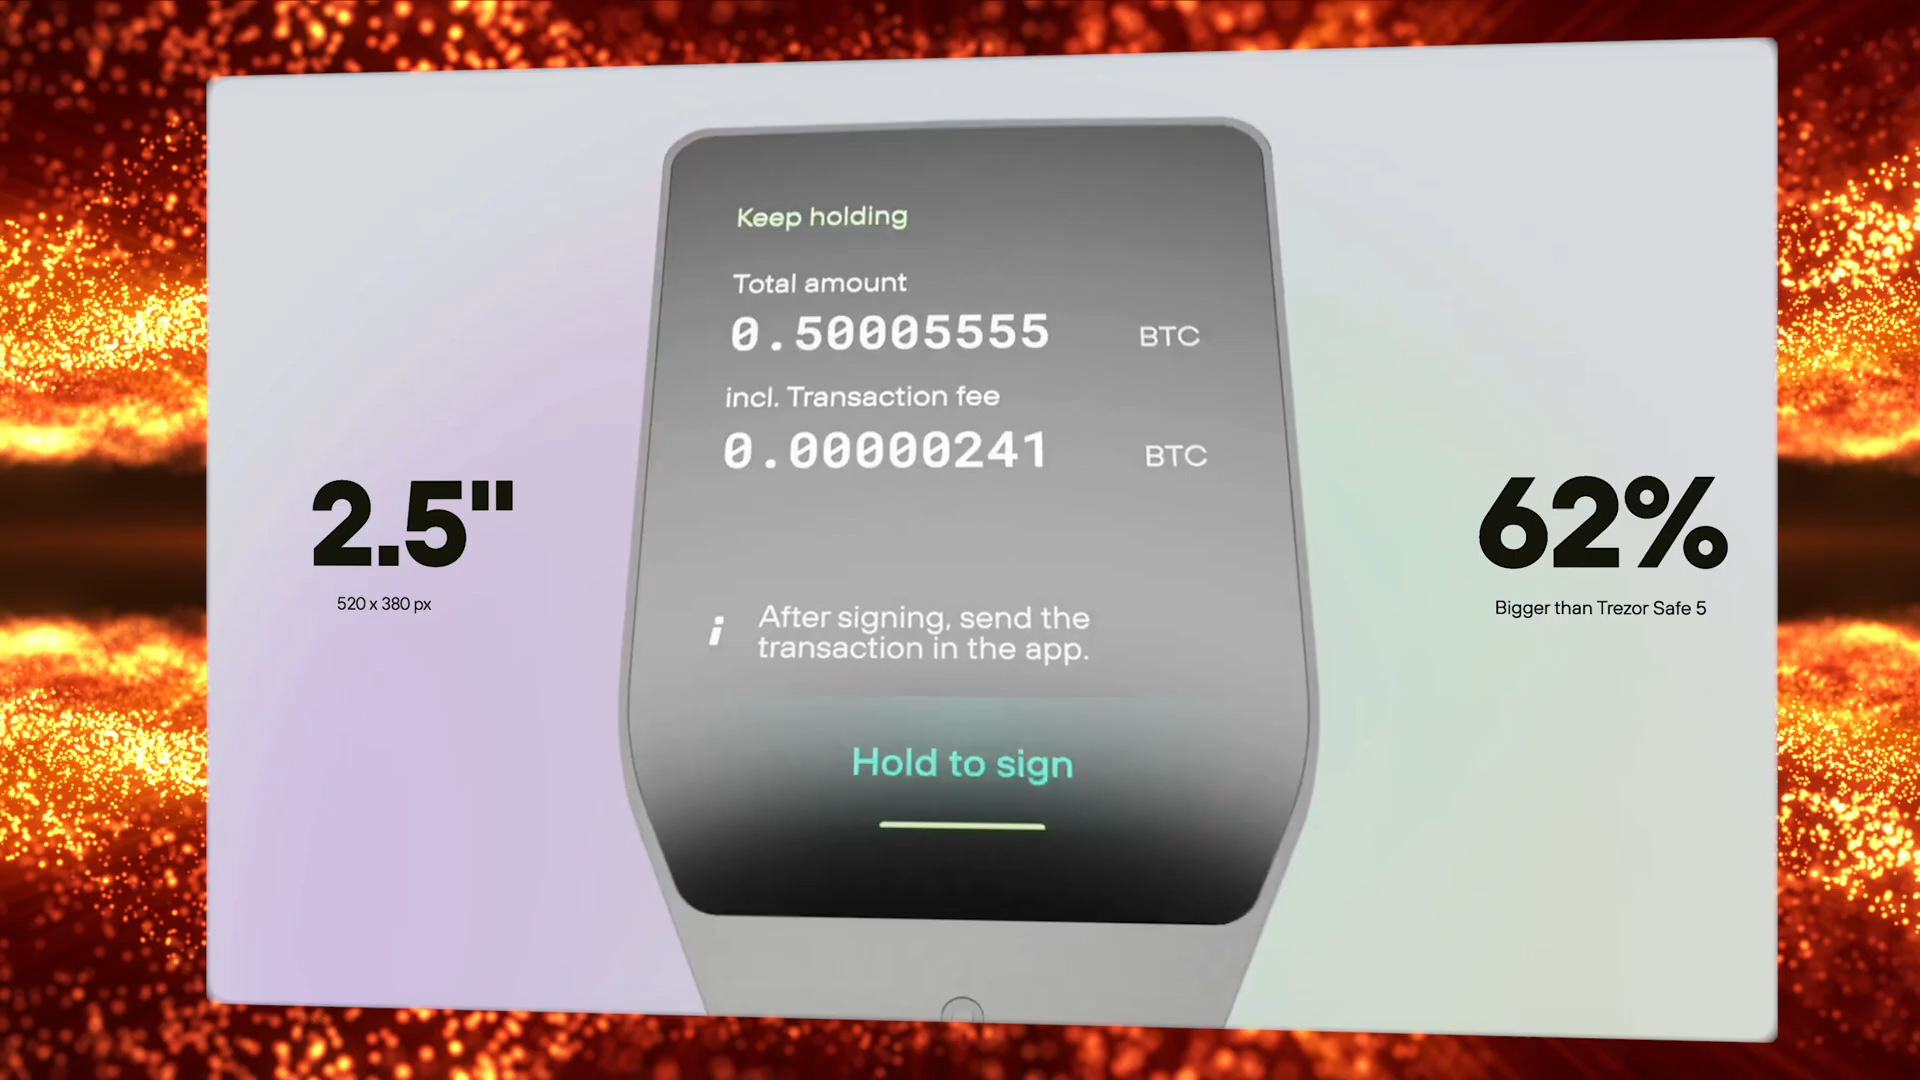 Keep holding
Total amount
0.50005555 BTC
incl. Transaction fee
0.00000241 BTC
2.5"
520 x 380 px
62%
Bigger than Trezor Safe 5
i After signing, send the
transaction in the app.
Hold to sign